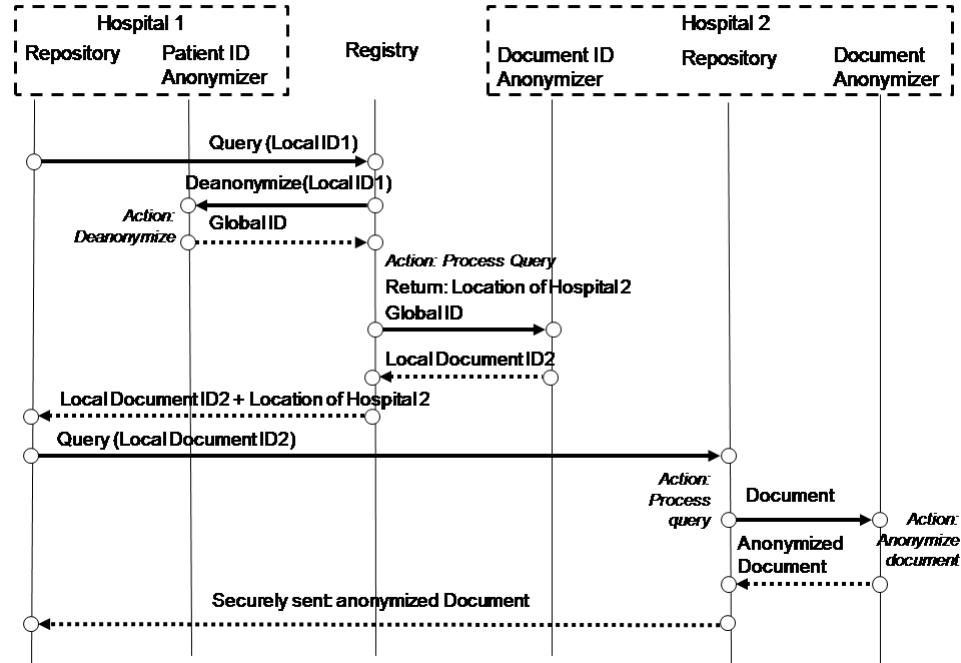 Hospital 1
Hospital 2
Repository
Patient ID
Anonymizer
Registry
Document ID
Anonymizer
Repository
Document
Anonymizer
Query (Local ID1)
Deanonymize(Local ID1)
Action:
Deanonymize
Global ID
Action: Process Query
Return: Location of Hospital 2
Global ID
Local Document ID2
Local Document ID2 + Location of Hospital 2
Query (Local Document ID2)
Action:
Process
query
Document
Action:
Anonymize
document
Anonymized
Document
Securely sent: anonymized Document